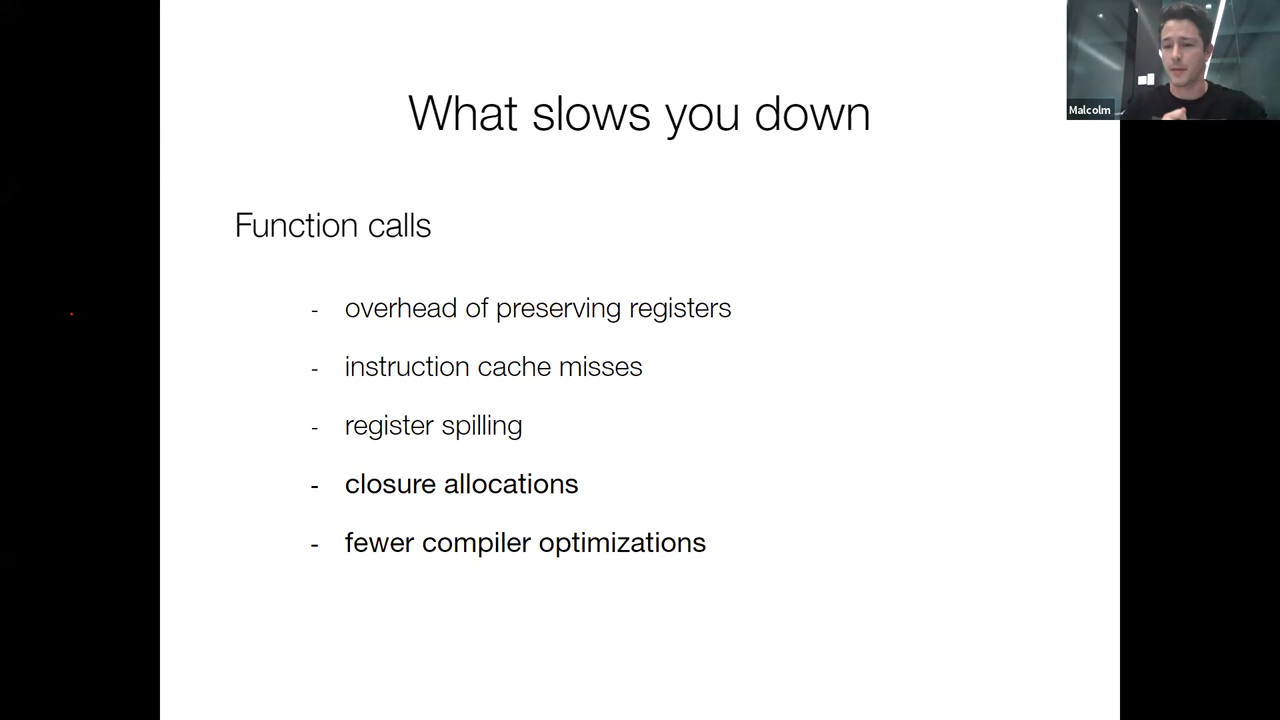 What slows you down
Malcolm
Function calls
- overhead of preserving registers
- instruction cache misses
- register spilling
- closure allocations
- fewer compiler optimizations